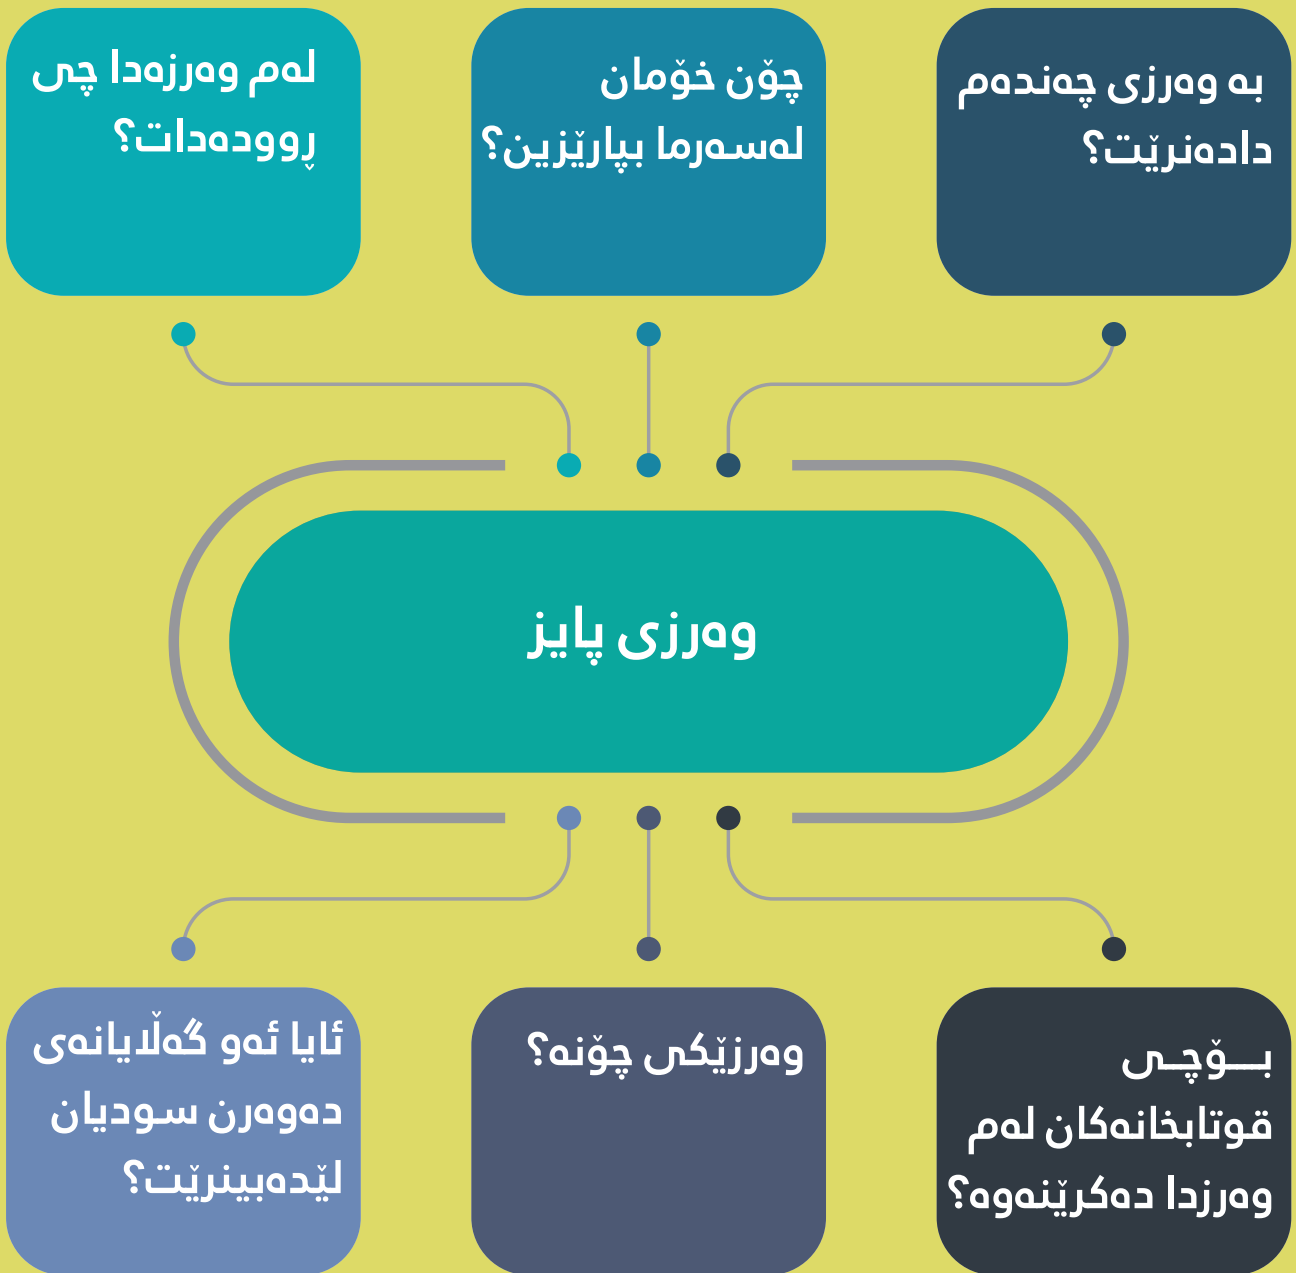 بە وەرزی چەندەم
دادەنرێت؟
چۆن خۆمان
لەسەرما بپارێزین؟
لەم وەرزەدا چی
ڕوودەدات؟
وەرزی پایز
بـــۆچـی
قوتابخانەکان لەم
وەرزدا دەکرێنەوە؟
وەرزێکی چۆنە؟
ئایا ئەو گەڵایانەی
دەوەرن سودیان
لێدەبینرێت؟